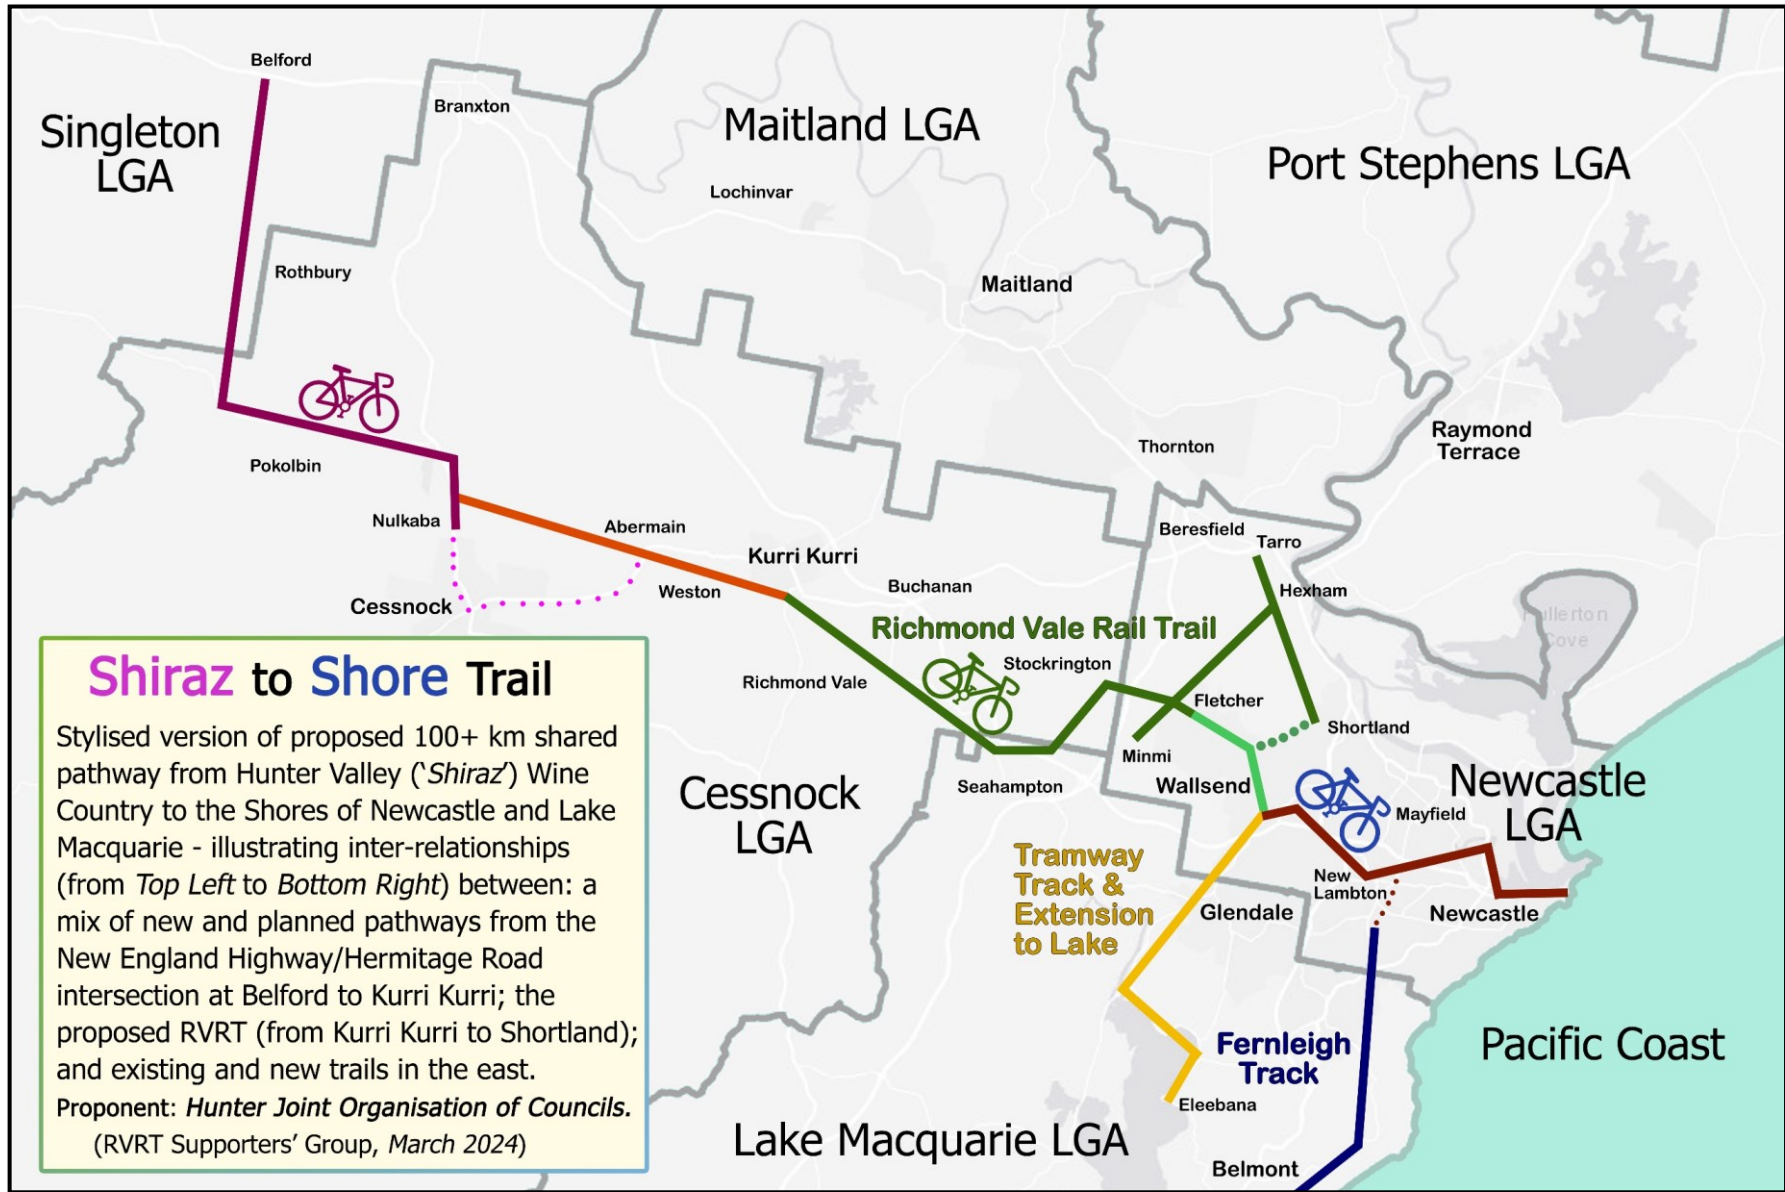 Belford
Branxton
Singleton
LGA
Maitland LGA
Port Stephens LGA
Lochinvar
Rothbury
Maitland
Raymond
Terrace
Thornton
Pokolbin
Nulkaba
Abermain
Beresfield
Tarro
Kurri Kurri
Hexham
Buchanan
Weston
Cessnock
Fullerton
Cove
Richmond Vale Rail Trail
Stockrington
Richmond Vale
Fletcher
Shortland
Minmi
Seahampton
Wallsend
Cessnock
LGA
Newcastle
LGA
Mayfield
Tramway
Track &
Extension
to Lake
New
Lambton
Glendale
Newcastle
Fernleigh
Track
Pacific Coast
Eleebana
Lake Macquarie LGA
Belmont
Shiraz to Shore Trail
Stylised version of proposed 100+ km shared
pathway from Hunter Valley (‘Shiraz’) Wine
Country to the Shores of Newcastle and Lake
Macquarie - illustrating inter-relationships
(from Top Left to Bottom Right) between: a
mix of new and planned pathways from the
New England Highway/Hermitage Road
intersection at Belford to Kurri Kurri; the
proposed RVRT (from Kurri Kurri to Shortland);
and existing and new trails in the east.
Proponent: Hunter Joint Organisation of Councils.
(RVRT Supporters’ Group, March 2024)